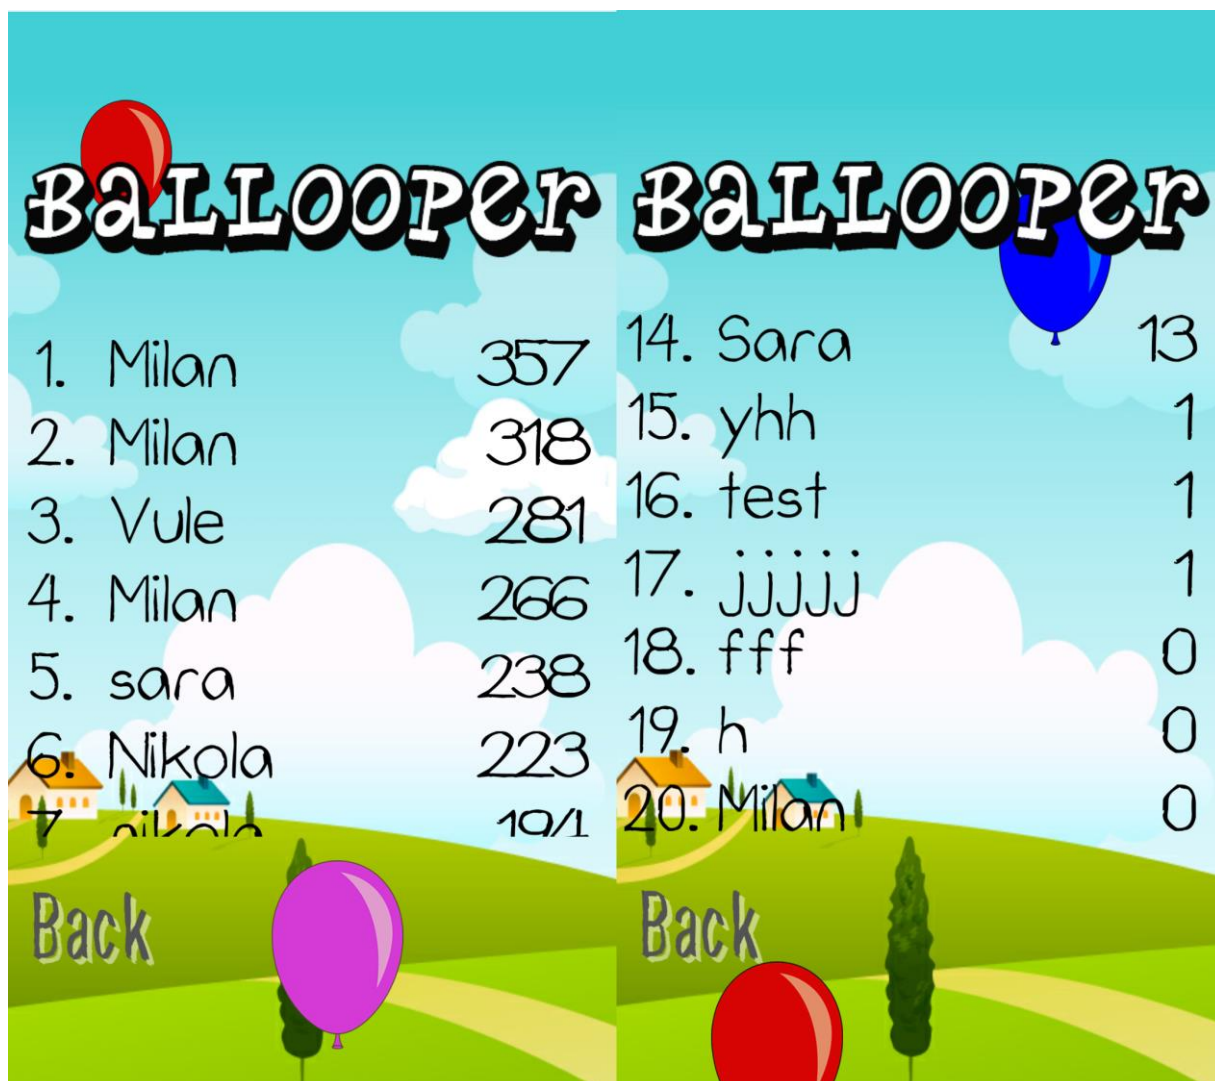 BaLLOOPer
1. Milan 357
2. Milan 318
3. Vule 281
4. Milan 266
5. sara 238
6. Nikola 223
7. nikola
Back
BaLLOOPer
14. Sara 13
15. yhh 1
16. test 1
17. jjjjj 1
18. fff 0
19. h 0
20. Milan 0
Back